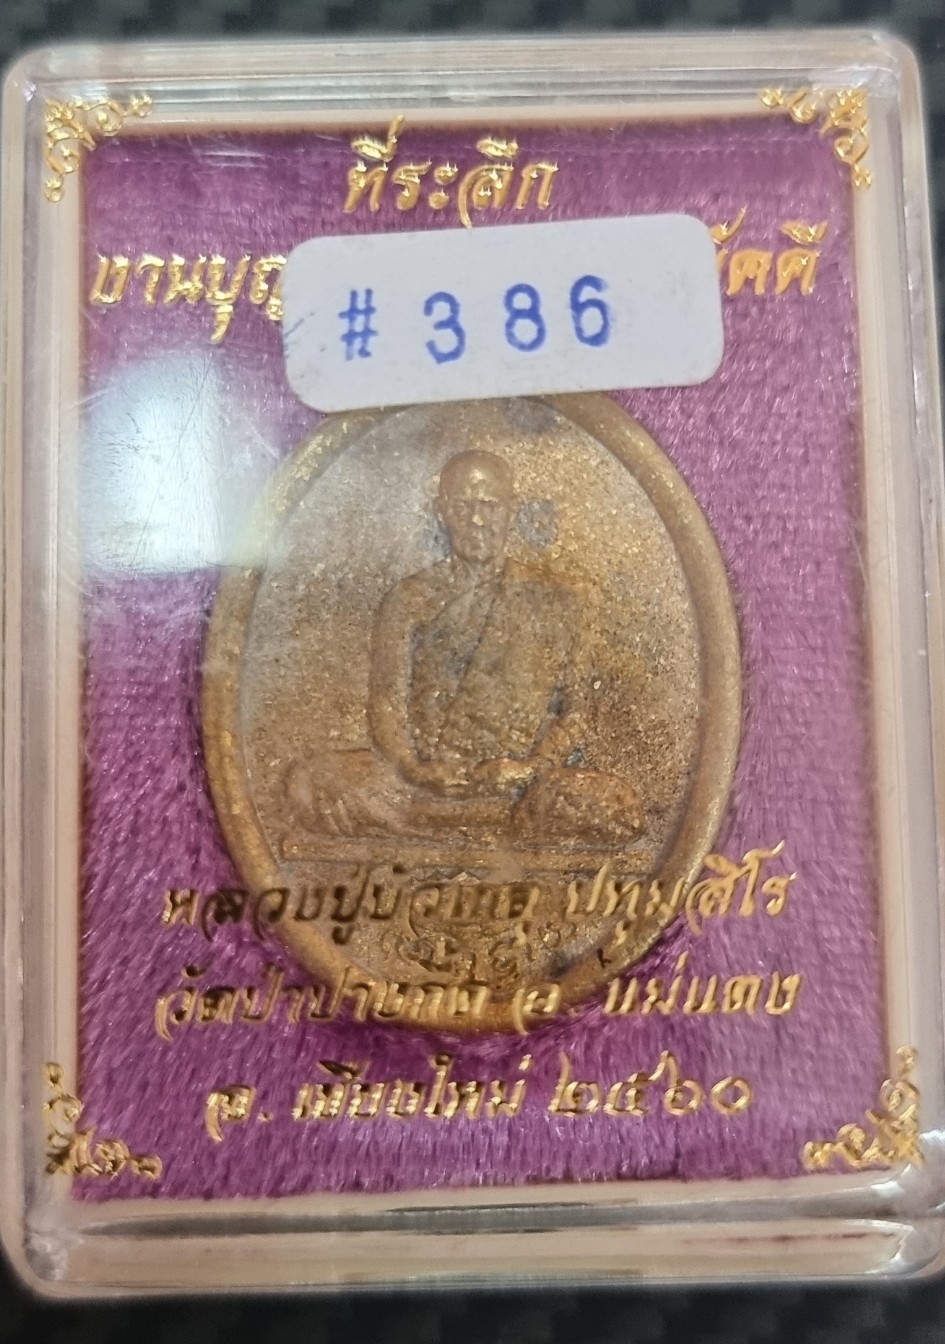 ที่ระลึก
งานบุญ
# 386
หลวงปู่บัวเกตุ ปทุมสิโร
วัดป่าปางกึ๊ด อ. แม่แตง
จ. เชียงใหม่ ๒๕๖๐